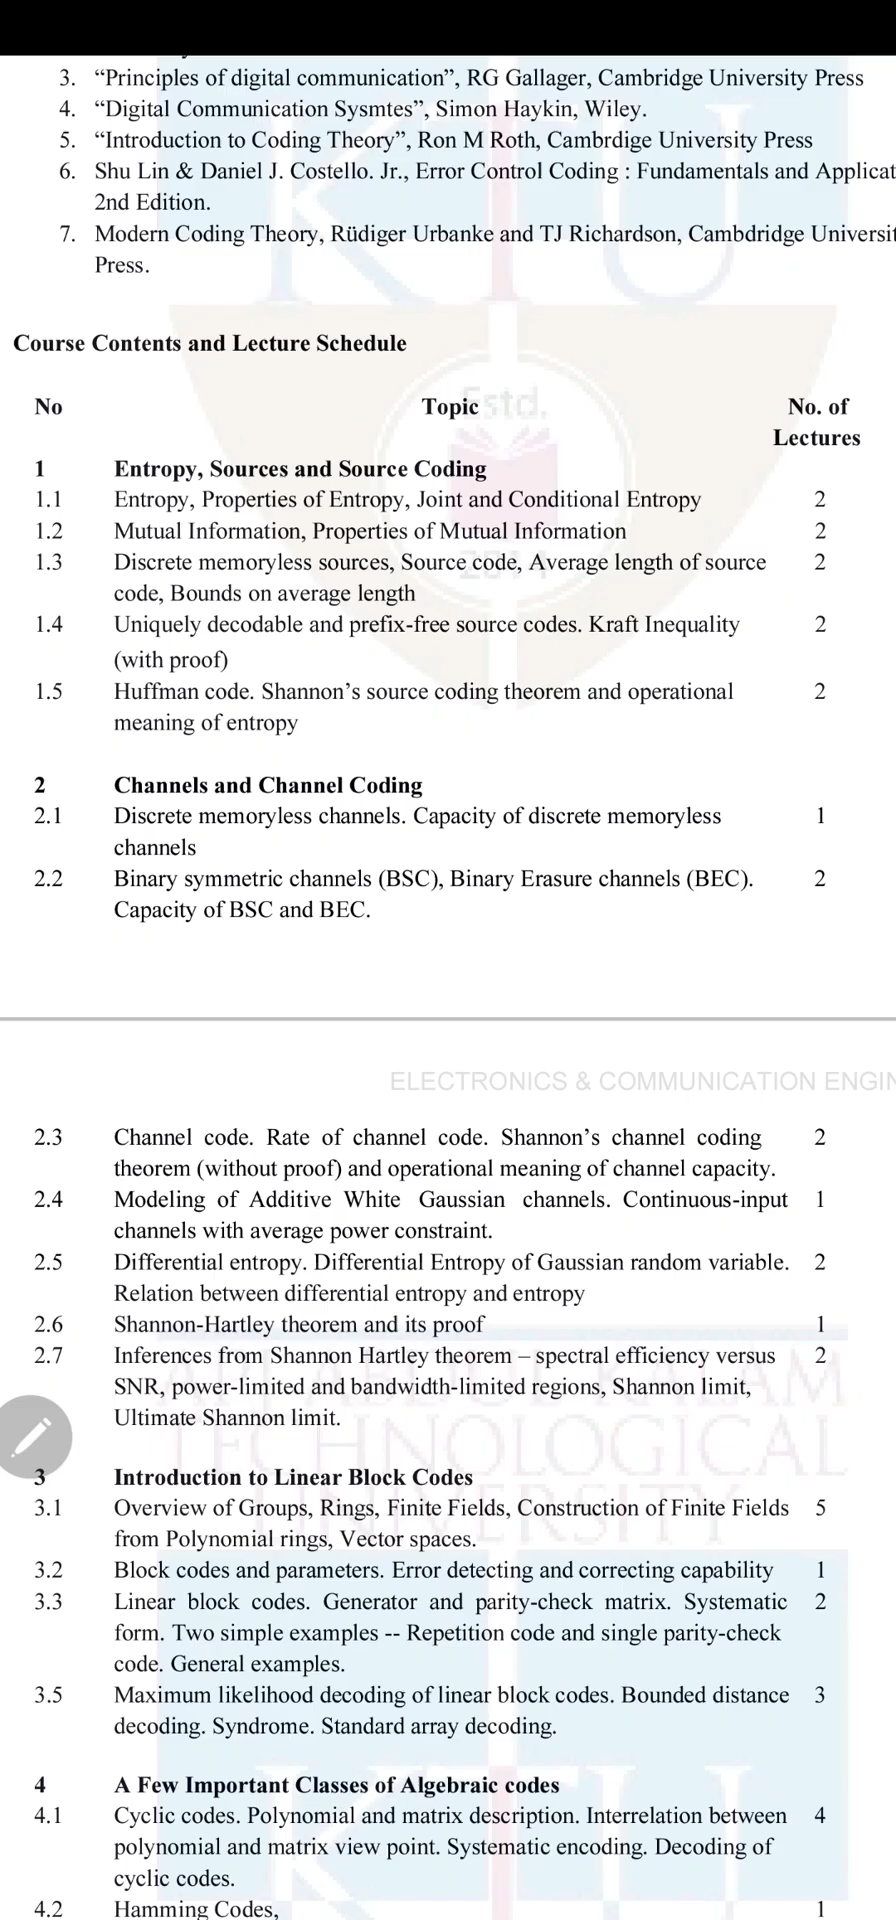 3. “Principles of digital communication”, RG Gallager, Cambridge University Press
4. “Digital Communication Sysmtes”, Simon Haykin, Wiley.
5. “Introduction to Coding Theory”, Ron M Roth, Cambrdige University Press
6. Shu Lin & Daniel J. Costello. Jr., Error Control Coding : Fundamentals and Applicat
2nd Edition.
7. Modern Coding Theory, Rüdiger Urbanke and TJ Richardson, Cambdridge Universit
Press.
KTU
Course Contents and Lecture Schedule
Estd.
No Topic No. of
Lectures
1 Entropy, Sources and Source Coding
1.1 Entropy, Properties of Entropy, Joint and Conditional Entropy 2
1.2 Mutual Information, Properties of Mutual Information 2
2014
1.3 Discrete memoryless sources, Source code, Average length of source 2
code, Bounds on average length
1.4 Uniquely decodable and prefix-free source codes. Kraft Inequality 2
(with proof)
1.5 Huffman code. Shannon’s source coding theorem and operational 2
meaning of entropy
2 Channels and Channel Coding
2.1 Discrete memoryless channels. Capacity of discrete memoryless 1
channels
2.2 Binary symmetric channels (BSC), Binary Erasure channels (BEC). 2
Capacity of BSC and BEC.
ELECTRONICS & COMMUNICATION ENGIN
2.3 Channel code. Rate of channel code. Shannon’s channel coding 2
theorem (without proof) and operational meaning of channel capacity.
2.4 Modeling of Additive White Gaussian channels. Continuous-input 1
channels with average power constraint.
2.5 Differential entropy. Differential Entropy of Gaussian random variable. 2
Relation between differential entropy and entropy
2.6 Shannon-Hartley theorem and its proof 1
2.7 Inferences from Shannon Hartley theorem – spectral efficiency versus 2
SNR, power-limited and bandwidth-limited regions, Shannon limit,
Ultimate Shannon limit.
API ABDUL KALAM
TECHNOLOGICAL
UNIVERSITY
3 Introduction to Linear Block Codes
3.1 Overview of Groups, Rings, Finite Fields, Construction of Finite Fields 5
from Polynomial rings, Vector spaces.
3.2 Block codes and parameters. Error detecting and correcting capability 1
3.3 Linear block codes. Generator and parity-check matrix. Systematic 2
form. Two simple examples -- Repetition code and single parity-check
code. General examples.
3.5 Maximum likelihood decoding of linear block codes. Bounded distance 3
decoding. Syndrome. Standard array decoding.
4 A Few Important Classes of Algebraic codes
4.1 Cyclic codes. Polynomial and matrix description. Interrelation between 4
polynomial and matrix view point. Systematic encoding. Decoding of
cyclic codes.
KTU
4.2 Hamming Codes, 1